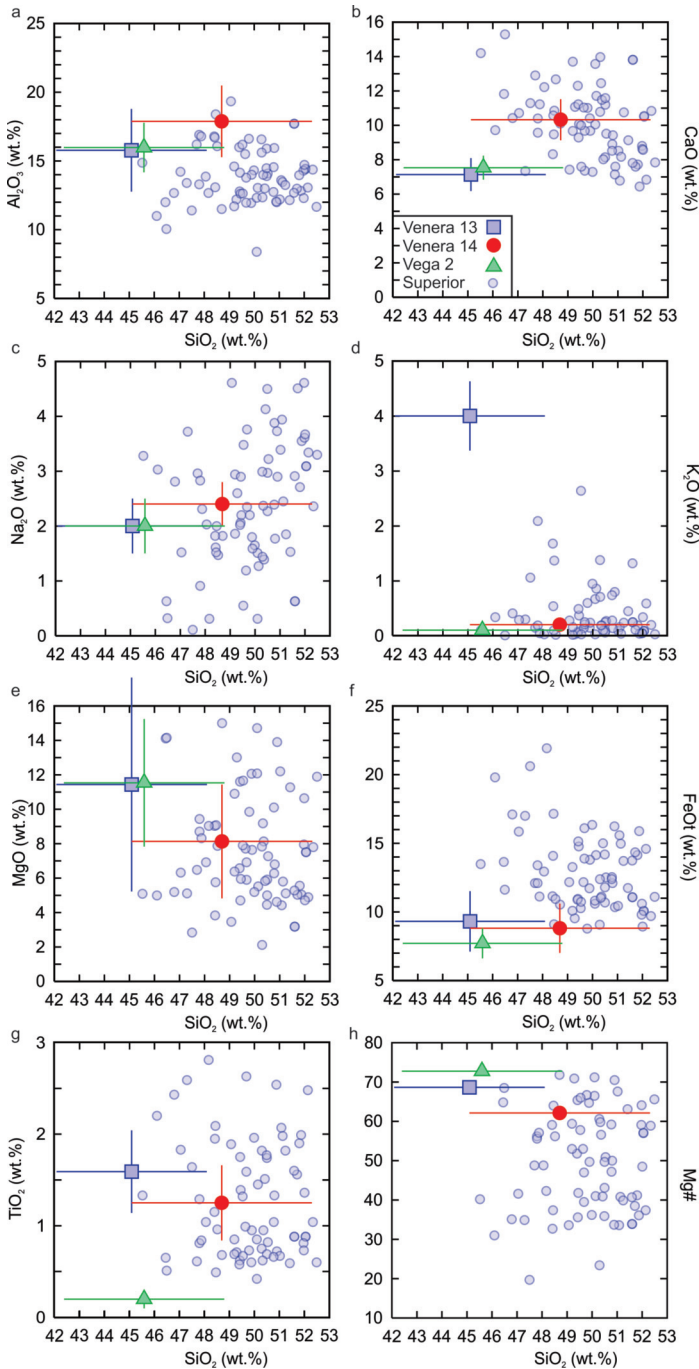 a
25
20
15
10
5
Al₂O₃ (wt.%)
42 43 44 45 46 47 48 49 50 51 52 53
SiO₂ (wt.%)
b
16
14
12
10
8
6
4
2
0
CaO (wt.%)
Venera 13
Venera 14
Vega 2
Superior
42 43 44 45 46 47 48 49 50 51 52 53
SiO₂ (wt.%)
c
5
4
3
2
1
0
Na₂O (wt.%)
42 43 44 45 46 47 48 49 50 51 52 53
SiO₂ (wt.%)
d
5
4
3
2
1
0
K₂O (wt.%)
42 43 44 45 46 47 48 49 50 51 52 53
SiO₂ (wt.%)
e
16
14
12
10
8
6
4
2
0
MgO (wt.%)
42 43 44 45 46 47 48 49 50 51 52 53
SiO₂ (wt.%)
f
25
20
15
10
5
FeOt (wt.%)
42 43 44 45 46 47 48 49 50 51 52 53
SiO₂ (wt.%)
g
3
2
1
0
TiO₂ (wt.%)
42 43 44 45 46 47 48 49 50 51 52 53
SiO₂ (wt.%)
h
80
70
60
50
40
30
20
10
Mg#
42 43 44 45 46 47 48 49 50 51 52 53
SiO₂ (wt.%)